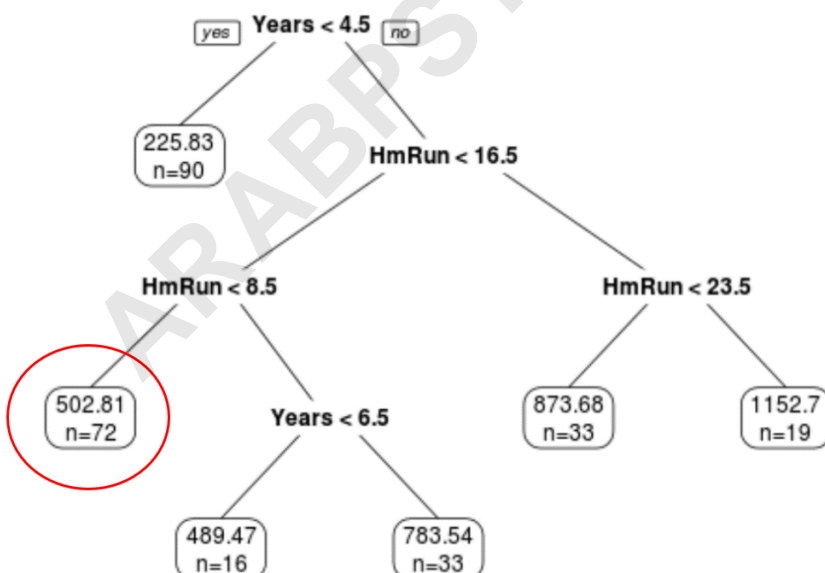 Years < 4.5
yes
no
225.83
n=90
HmRun < 16.5
HmRun < 8.5
HmRun < 23.5
502.81
n=72
Years < 6.5
873.68
n=33
1152.7
n=19
489.47
n=16
783.54
n=33
ARABPS